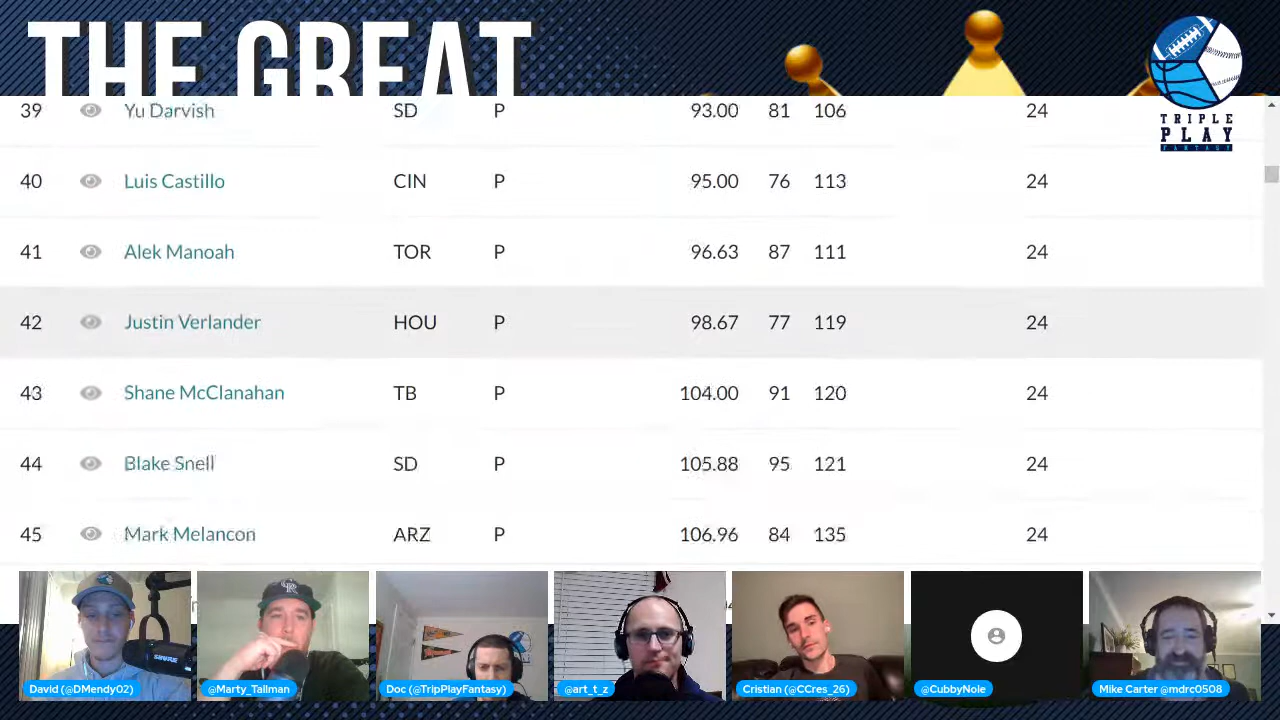 THE GREAT
TRIPLE
PLAY
FANTASY
39 Yu Darvish SD P 93.00 81 106 24
40 Luis Castillo CIN P 95.00 76 113 24
41 Alek Manoah TOR P 96.63 87 111 24
42 Justin Verlander HOU P 98.67 77 119 24
43 Shane McClanahan TB P 104.00 91 120 24
44 Blake Snell SD P 105.88 95 121 24
45 Mark Melancon ARZ P 106.96 84 135 24
SHURE
CR
David (@DMendy02) @Marty_Tallman Doc (@TripPlayFantasy) @art_t_z Cristian (@CCres_26) @CubbyNole Mike Carter @mdrc0508